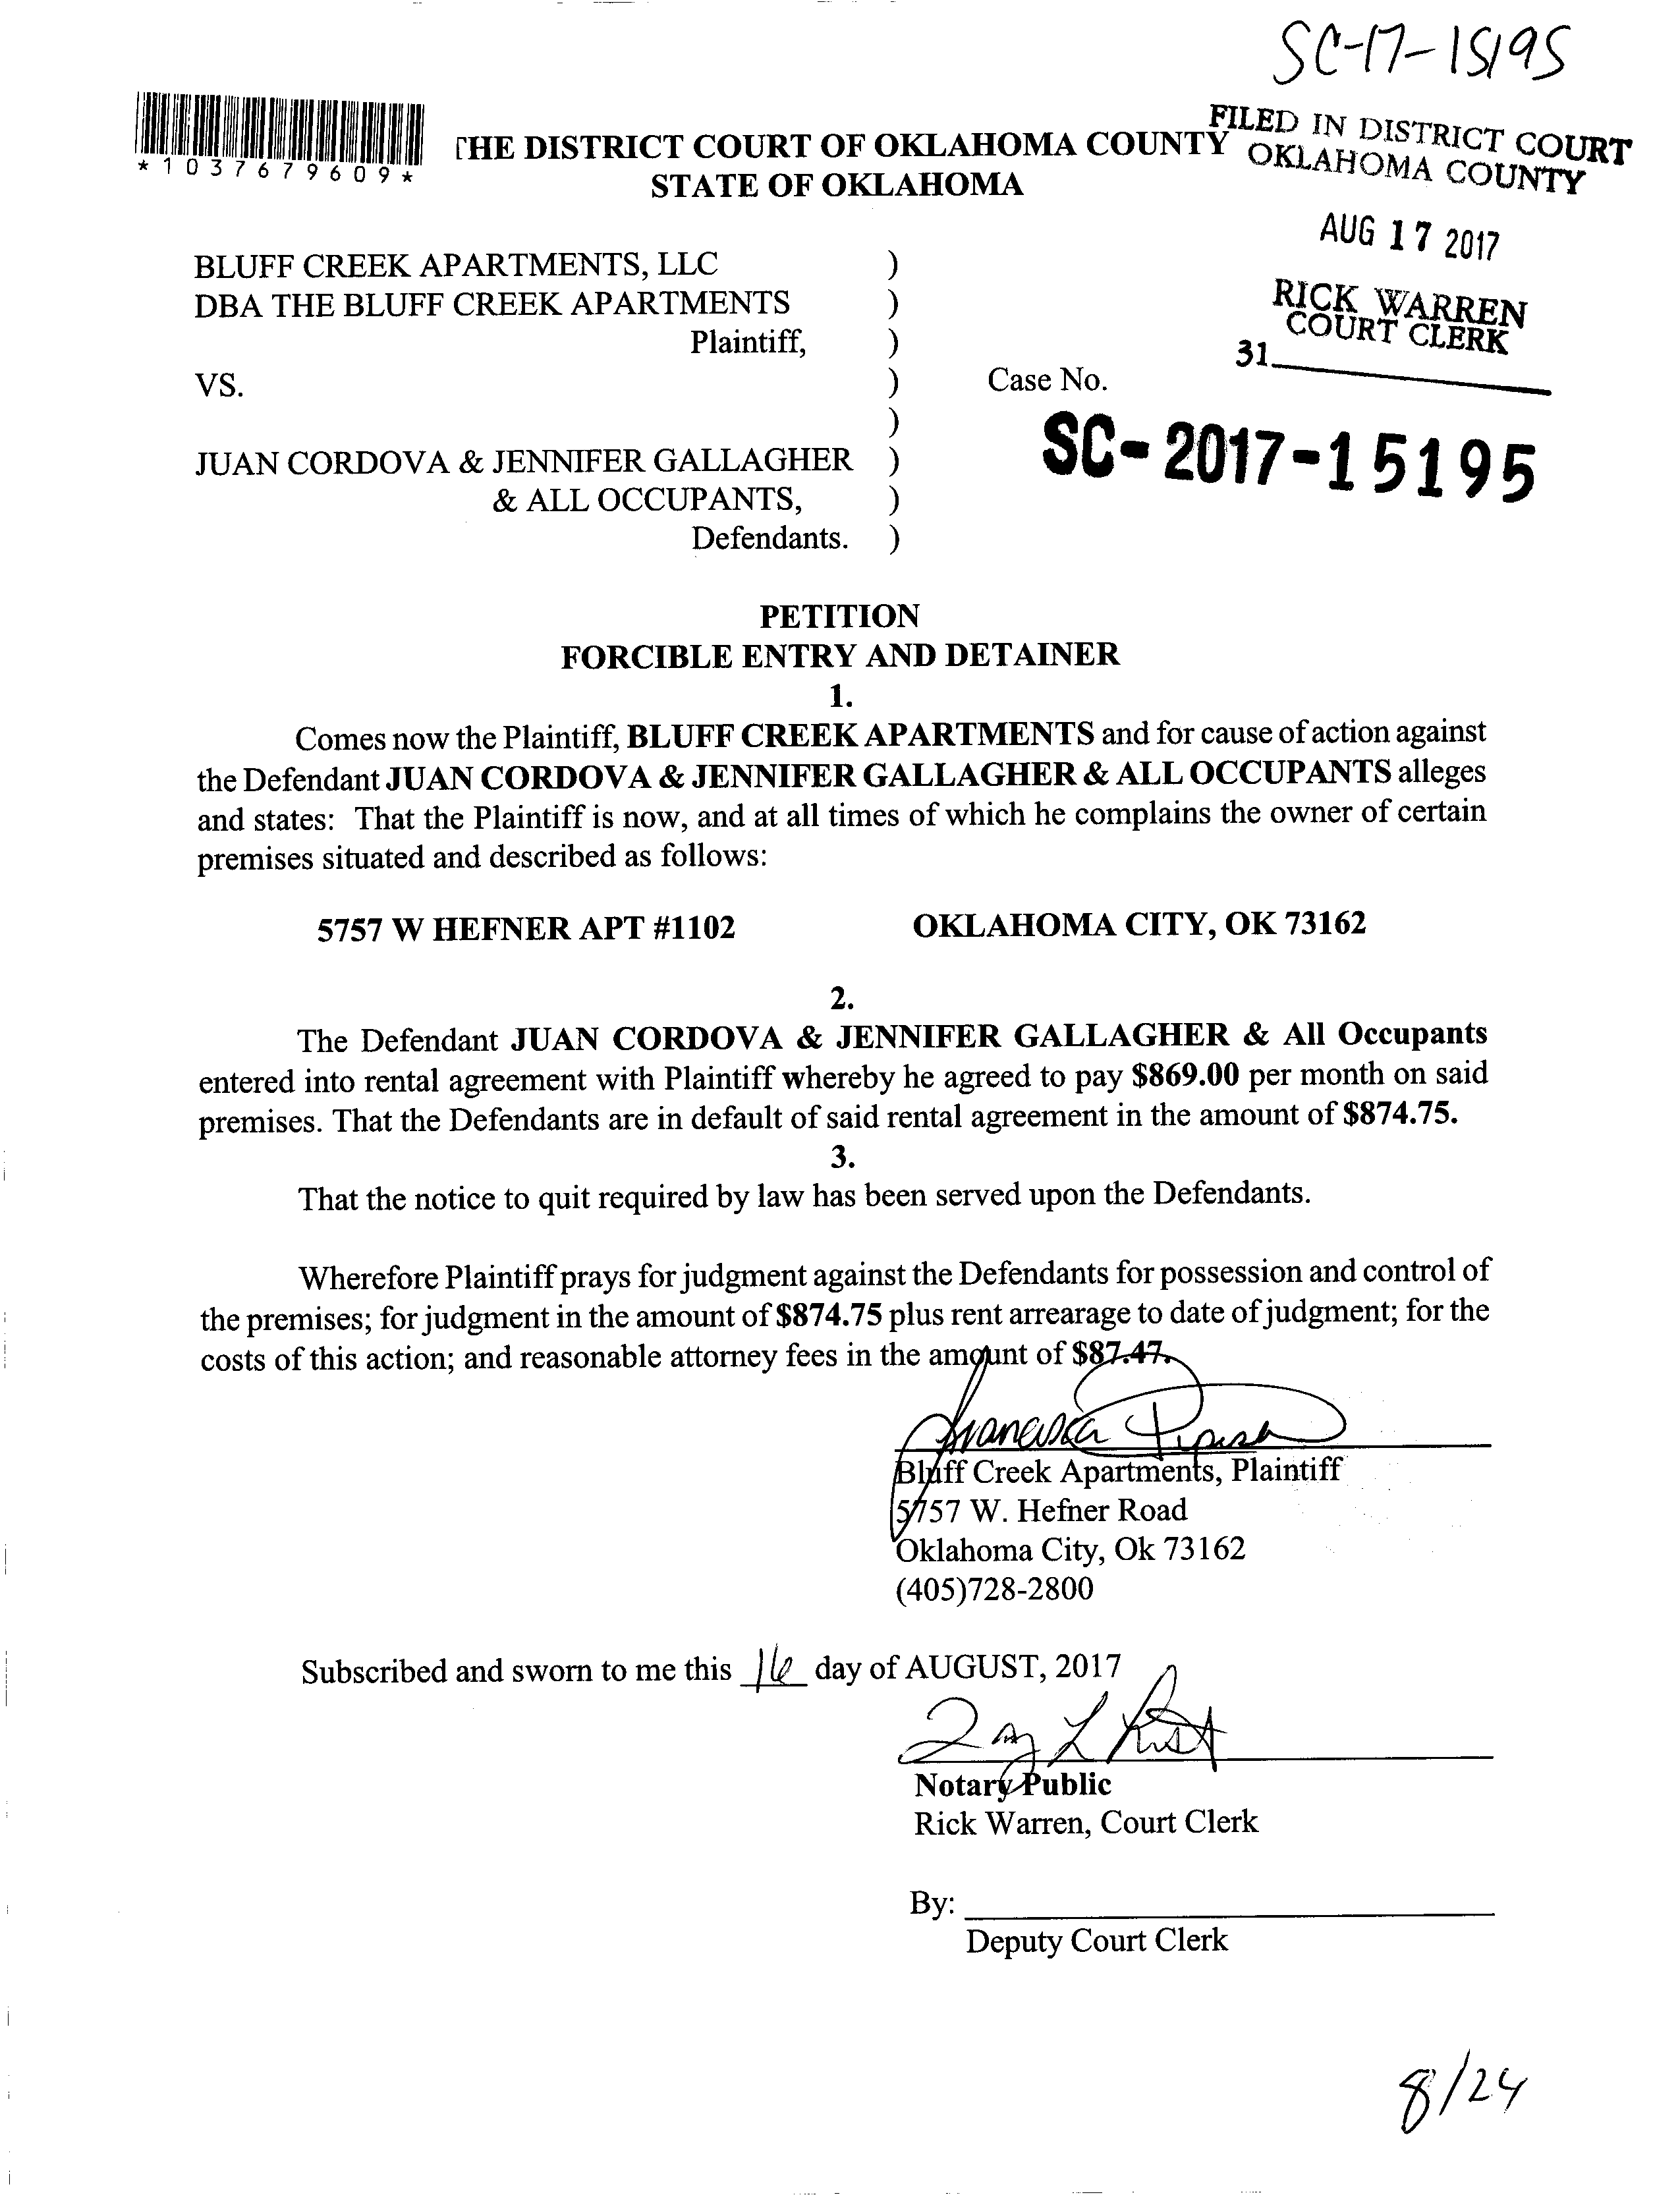 SC-17-15195
*1037679609*
THE DISTRICT COURT OF OKLAHOMA COUNTY
STATE OF OKLAHOMA
FILED IN DISTRICT COURT
OKLAHOMA COUNTY
AUG 17 2017
RICK WARREN
COURT CLERK
31
BLUFF CREEK APARTMENTS, LLC )
DBA THE BLUFF CREEK APARTMENTS )
Plaintiff, )
VS. ) Case No.
)
SC-2017-15195
JUAN CORDOVA & JENNIFER GALLAGHER )
& ALL OCCUPANTS, )
Defendants. )
PETITION
FORCIBLE ENTRY AND DETAINER
1.
Comes now the Plaintiff, BLUFF CREEK APARTMENTS and for cause of action against
the Defendant JUAN CORDOVA & JENNIFER GALLAGHER & ALL OCCUPANTS alleges
and states: That the Plaintiff is now, and at all times of which he complains the owner of certain
premises situated and described as follows:
5757 W HEFNER APT #1102 OKLAHOMA CITY, OK 73162
2.
The Defendant JUAN CORDOVA & JENNIFER GALLAGHER & All Occupants
entered into rental agreement with Plaintiff whereby he agreed to pay $869.00 per month on said
premises. That the Defendants are in default of said rental agreement in the amount of $874.75.
3.
That the notice to quit required by law has been served upon the Defendants.
Wherefore Plaintiff prays for judgment against the Defendants for possession and control of
the premises; for judgment in the amount of $874.75 plus rent arrearage to date of judgment; for the
costs of this action; and reasonable attorney fees in the amount of $87.47.
Bluff Creek Apartments, Plaintiff
5757 W. Hefner Road
Oklahoma City, Ok 73162
(405)728-2800
Subscribed and sworn to me this 16 day of AUGUST, 2017
Notary Public
Rick Warren, Court Clerk
By:
Deputy Court Clerk
8/24